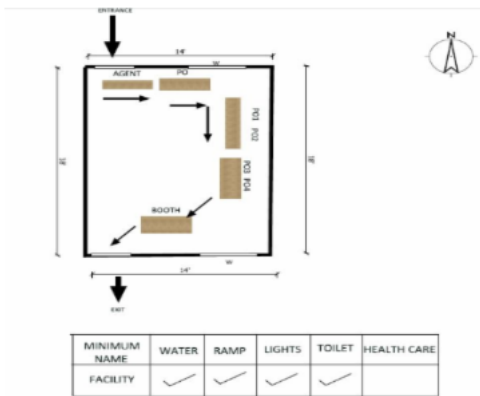 ENTRANCE
N
14'
W
AGENT
PO
PO1 PO2
18'
18'
PO3 PO4
BOOTH
W
14'
EXIT
MINIMUM NAME WATER RAMP LIGHTS TOILET HEALTH CARE
FACILITY